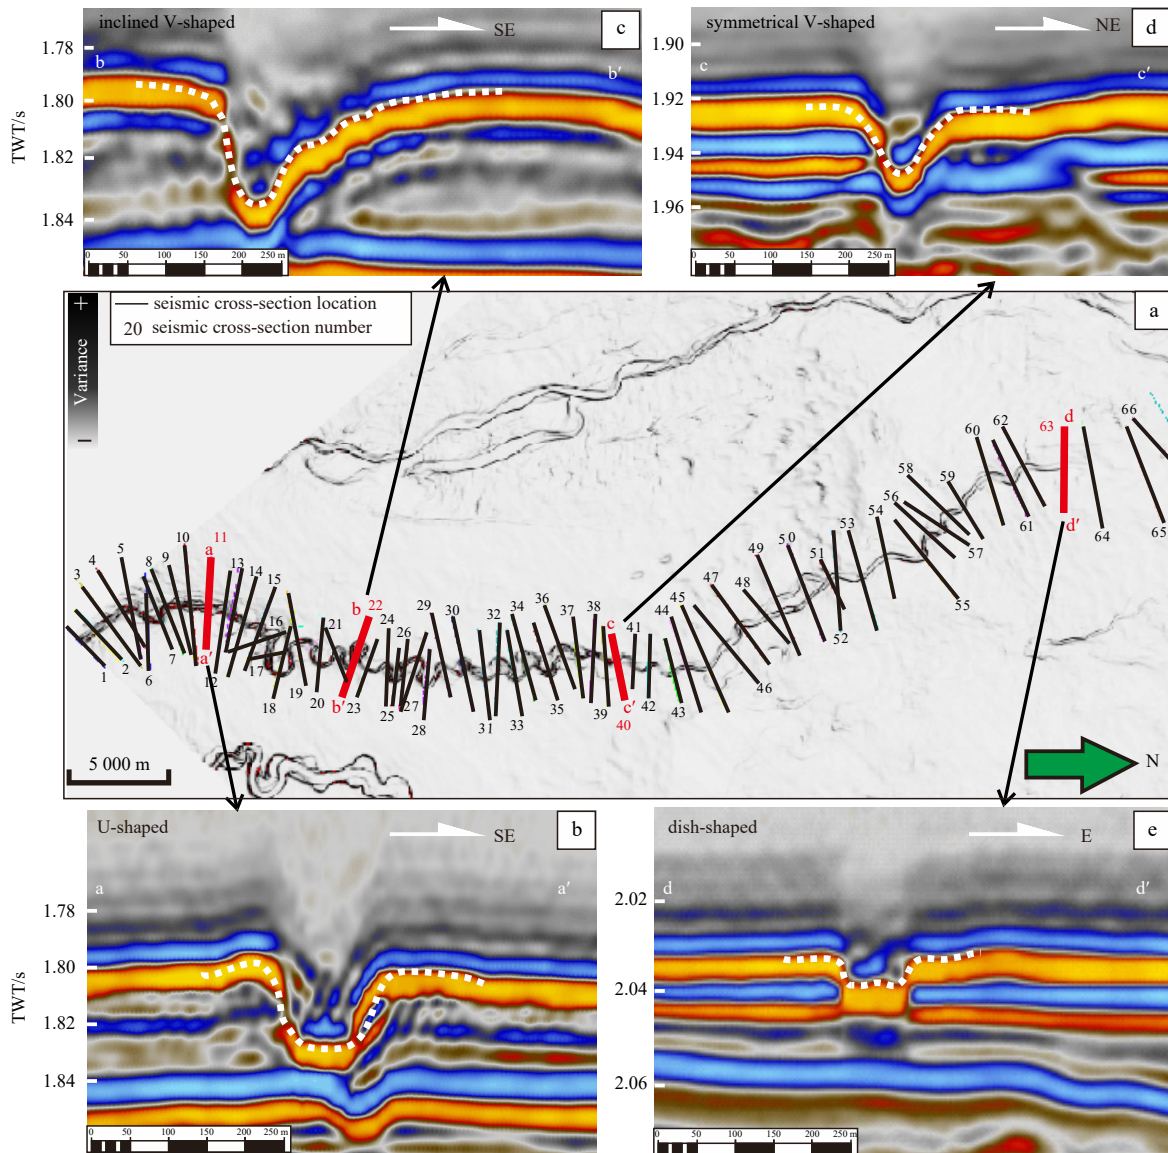 inclined V-shaped
SE
c
b
b′
1.78
1.80
1.82
1.84
TWT/s
0 50 100 150 200 250 m
symmetrical V-shaped
NE
d
c
c′
1.90
1.92
1.94
1.96
0 50 100 150 200 250 m
+
Variance
−
seismic cross-section location
20 seismic cross-section number
a
1
2
3
4
5
6
7
8
9
10
a 11
a′
12
13
14
15
16
17
18
19
20
21
b 22
b′
23
24
25
26
27
28
29
30
31
32
33
34
35
36
37
38
39
c
c′
40
41
42
43
44
45
46
47
48
49
50
51
52
53
54
55
56
57
58
59
60
61
62
63 d
d′
64
65
66
5 000 m
N
U-shaped
SE
b
a
a′
1.78
1.80
1.82
1.84
TWT/s
0 50 100 150 200 250 m
dish-shaped
E
e
d
d′
2.02
2.04
2.06
0 50 100 150 200 250 m